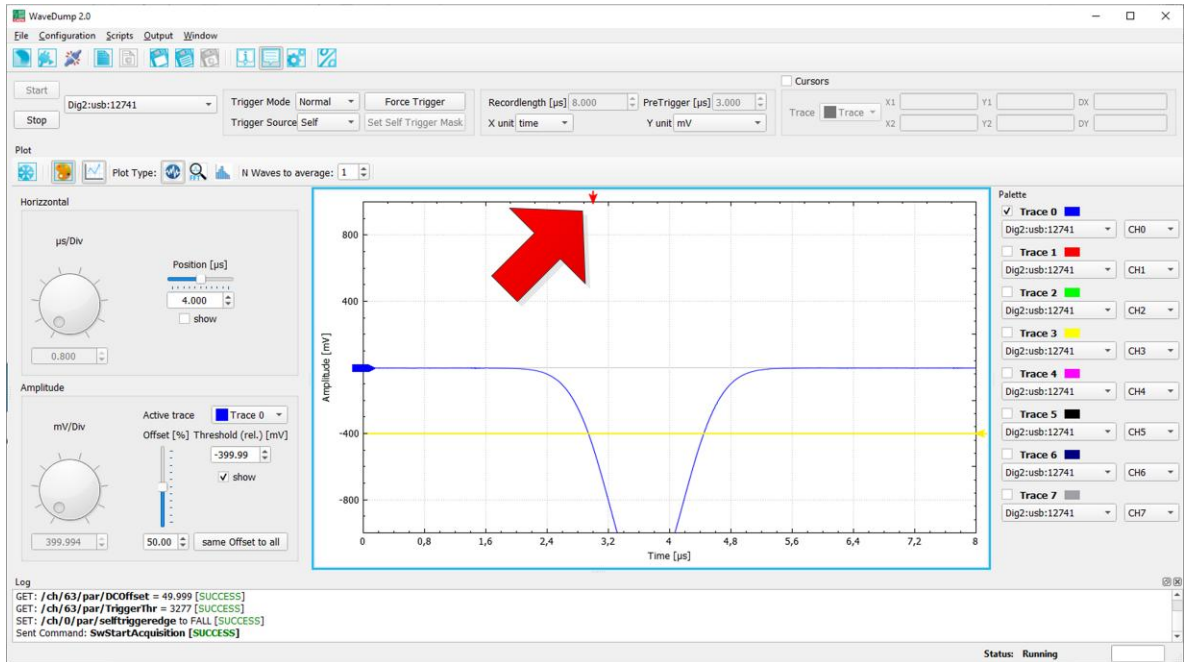 WaveDump 2.0
File Configuration Scripts Output Window
Start
Stop
Dig2:usb:12741
Trigger Mode Normal Force Trigger
Trigger Source Self Set Self Trigger Mask
Recordlength [µs] 8.000 PreTrigger [µs] 3.000
X unit time Y unit mV
Cursors
Trace Trace X1 Y1 DX
X2 Y2 DY
Plot
Plot Type: N Waves to average: 1
Horizzontal
µs/Div
Position [µs]
4.000
show
0.800
Amplitude
Active trace Trace 0
mV/Div
Offset [%] Threshold (rel.) [mV]
-399.99
show
399.994 50.00 same Offset to all
Amplitude [mV]
800
400
-400
-800
0 0,8 1,6 2,4 3,2 4 4,8 5,6 6,4 7,2 8
Time [µs]
Palette
Trace 0
Dig2:usb:12741 CH0
Trace 1
Dig2:usb:12741 CH1
Trace 2
Dig2:usb:12741 CH2
Trace 3
Dig2:usb:12741 CH3
Trace 4
Dig2:usb:12741 CH4
Trace 5
Dig2:usb:12741 CH5
Trace 6
Dig2:usb:12741 CH6
Trace 7
Dig2:usb:12741 CH7
Log
GET: /ch/63/par/DCOffset = 49.999 [SUCCESS]
GET: /ch/63/par/TriggerThr = 3277 [SUCCESS]
SET: /ch/0/par/selftriggeredge to FALL [SUCCESS]
Sent Command: SwStartAcquisition [SUCCESS]
Status: Running